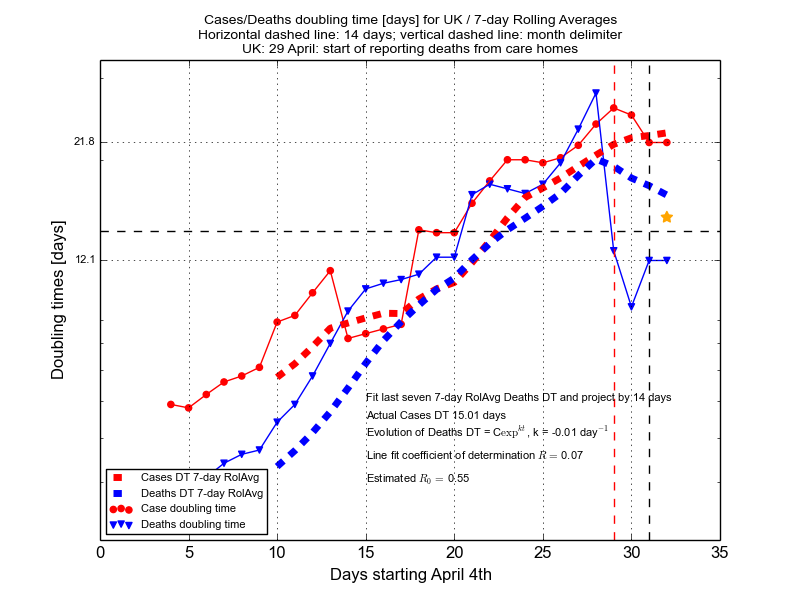 Cases/Deaths doubling time [days] for UK / 7-day Rolling Averages
Horizontal dashed line: 14 days; vertical dashed line: month delimiter
UK: 29 April: start of reporting deaths from care homes
21.8
12.1
Doubling times [days]
Fit last seven 7-day RolAvg Deaths DT and project by 14 days
Actual Cases DT 15.01 days
Evolution of Deaths DT = Cexp^{kt}, k = -0.01 day^{-1}
Line fit coefficient of determination R = 0.07
Estimated R_0 = 0.55
Cases DT 7-day RolAvg
Deaths DT 7-day RolAvg
Case doubling time
Deaths doubling time
0 5 10 15 20 25 30 35
Days starting April 4th